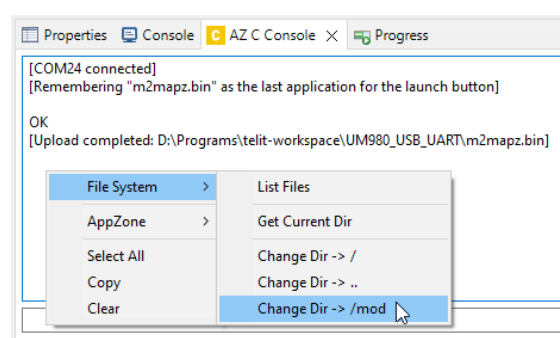 Properties Console C AZ C Console Progress
[COM24 connected]
[Remembering "m2mapz.bin" as the last application for the launch button]
OK
[Upload completed: D:\Programs\telit-workspace\UM980_USB_UART\m2mapz.bin]
File System > List Files
AppZone > Get Current Dir
Select All Change Dir -> /
Copy Change Dir -> ..
Clear Change Dir -> /mod